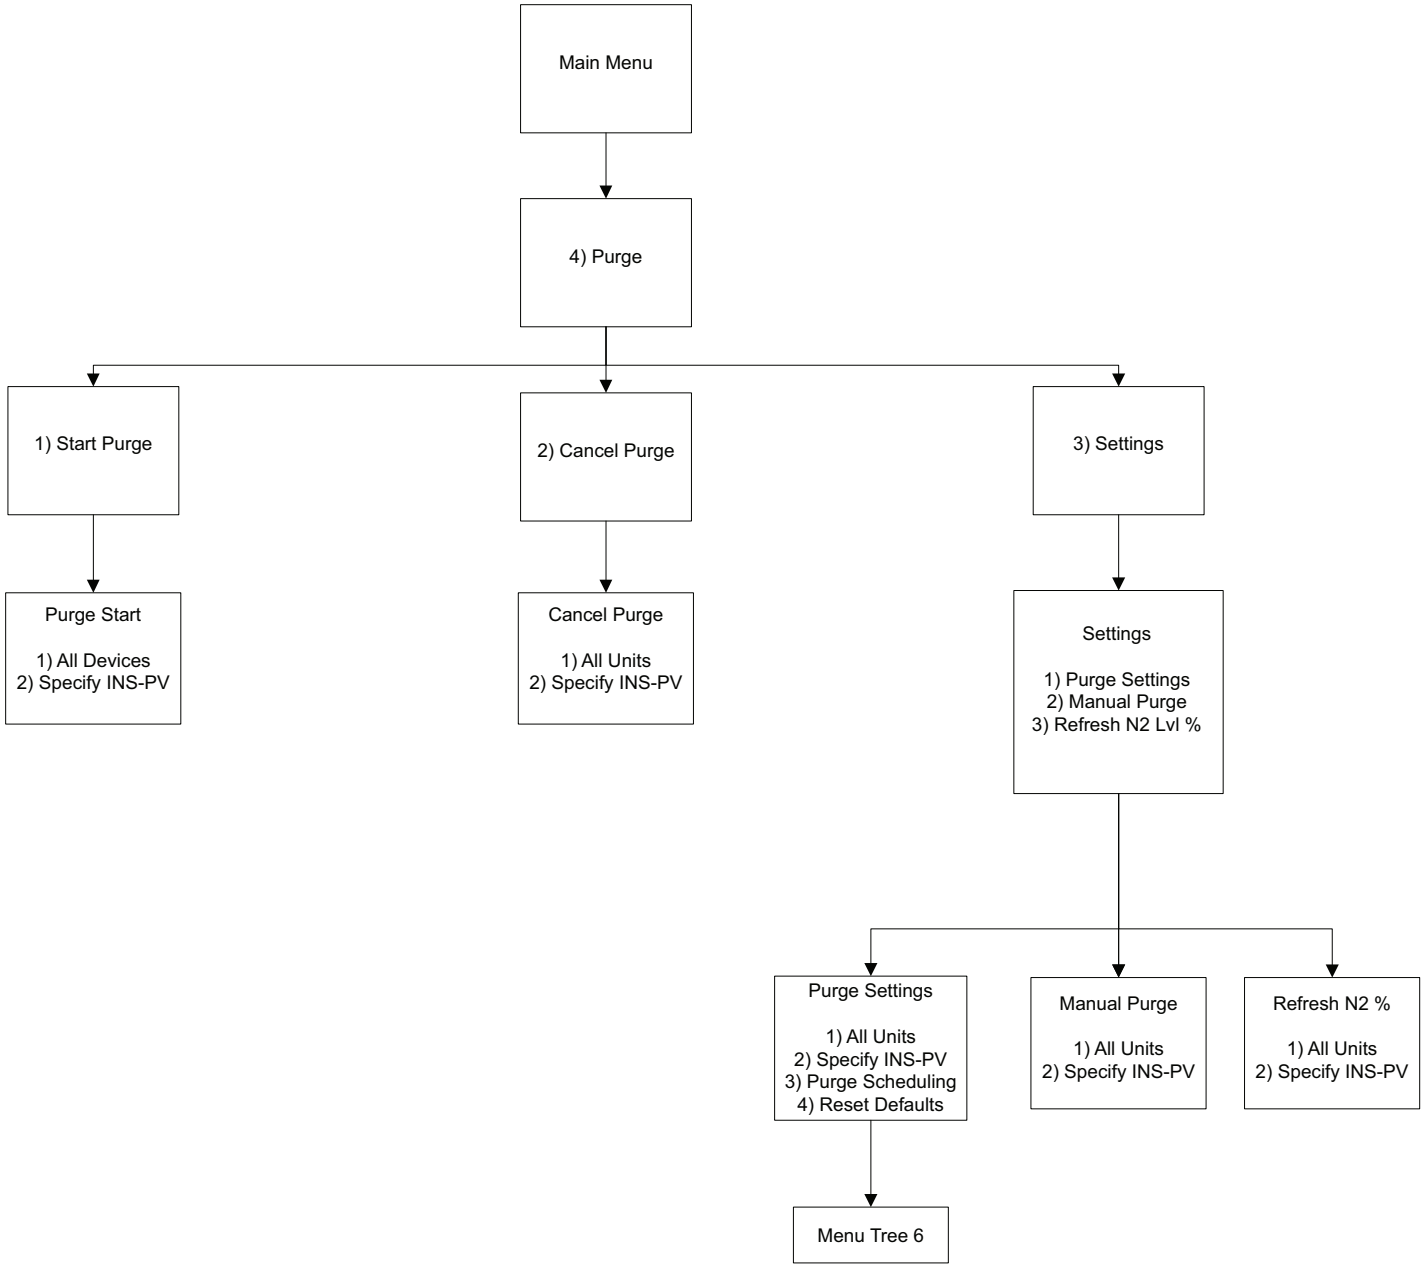 Main Menu
4) Purge
1) Start Purge
2) Cancel Purge
3) Settings
Purge Start
1) All Devices
2) Specify INS-PV
Cancel Purge
1) All Units
2) Specify INS-PV
Settings
1) Purge Settings
2) Manual Purge
3) Refresh N2 Lvl %
Purge Settings
1) All Units
2) Specify INS-PV
3) Purge Scheduling
4) Reset Defaults
Manual Purge
1) All Units
2) Specify INS-PV
Refresh N2 %
1) All Units
2) Specify INS-PV
Menu Tree 6